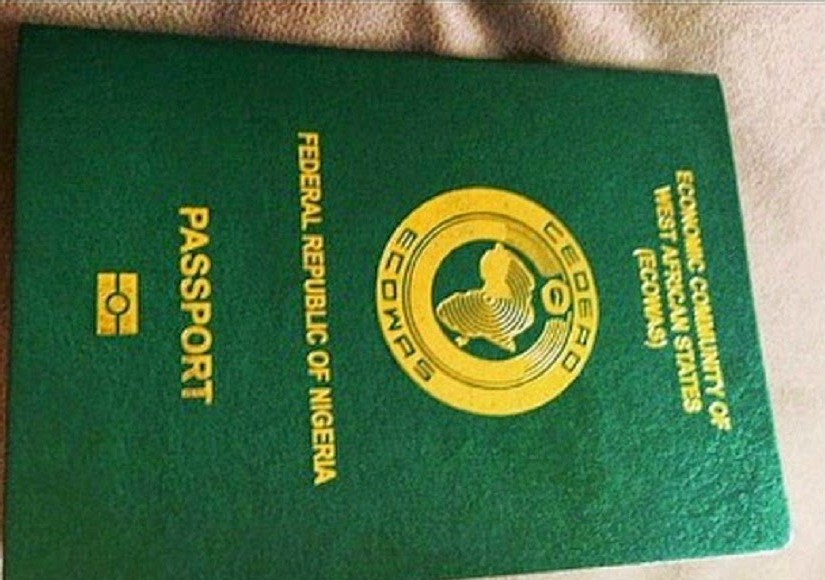 ECONOMIC COMMUNITY OF
WEST AFRICAN STATES
(ECOWAS)
CEDEAO
ECOWAS
FEDERAL REPUBLIC OF NIGERIA
PASSPORT